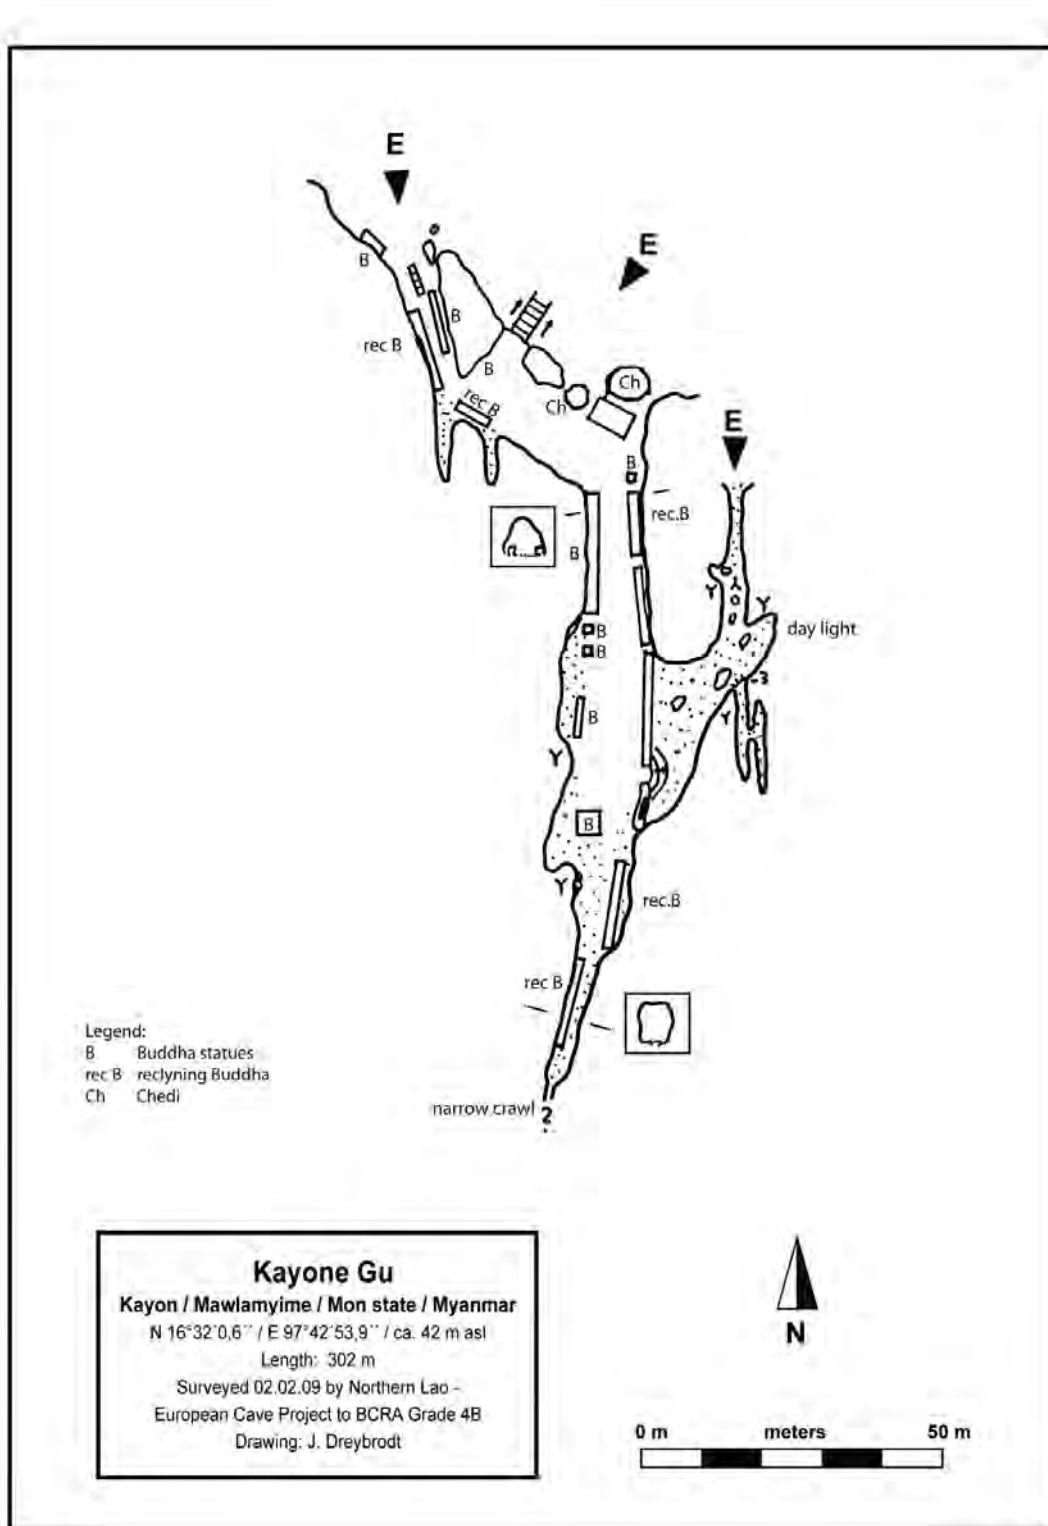 E
E
B
B
rec B
B
rec B
Ch
Ch
E
B
rec.B
B
Y
Y
day light
B
B
-3
B
Y
Y
B
Y
rec.B
rec B
Legend:
B Buddha statues
rec B reclyning Buddha
Ch Chedi
narrow crawl ?
Kayone Gu
Kayon / Mawlamyime / Mon state / Myanmar
N 16°32´0,6´´ / E 97°42´53,9´´ / ca. 42 m asl
Length: 302 m
Surveyed 02.02.09 by Northern Lao -
European Cave Project to BCRA Grade 4B
Drawing: J. Dreybrodt
N
0 m meters 50 m